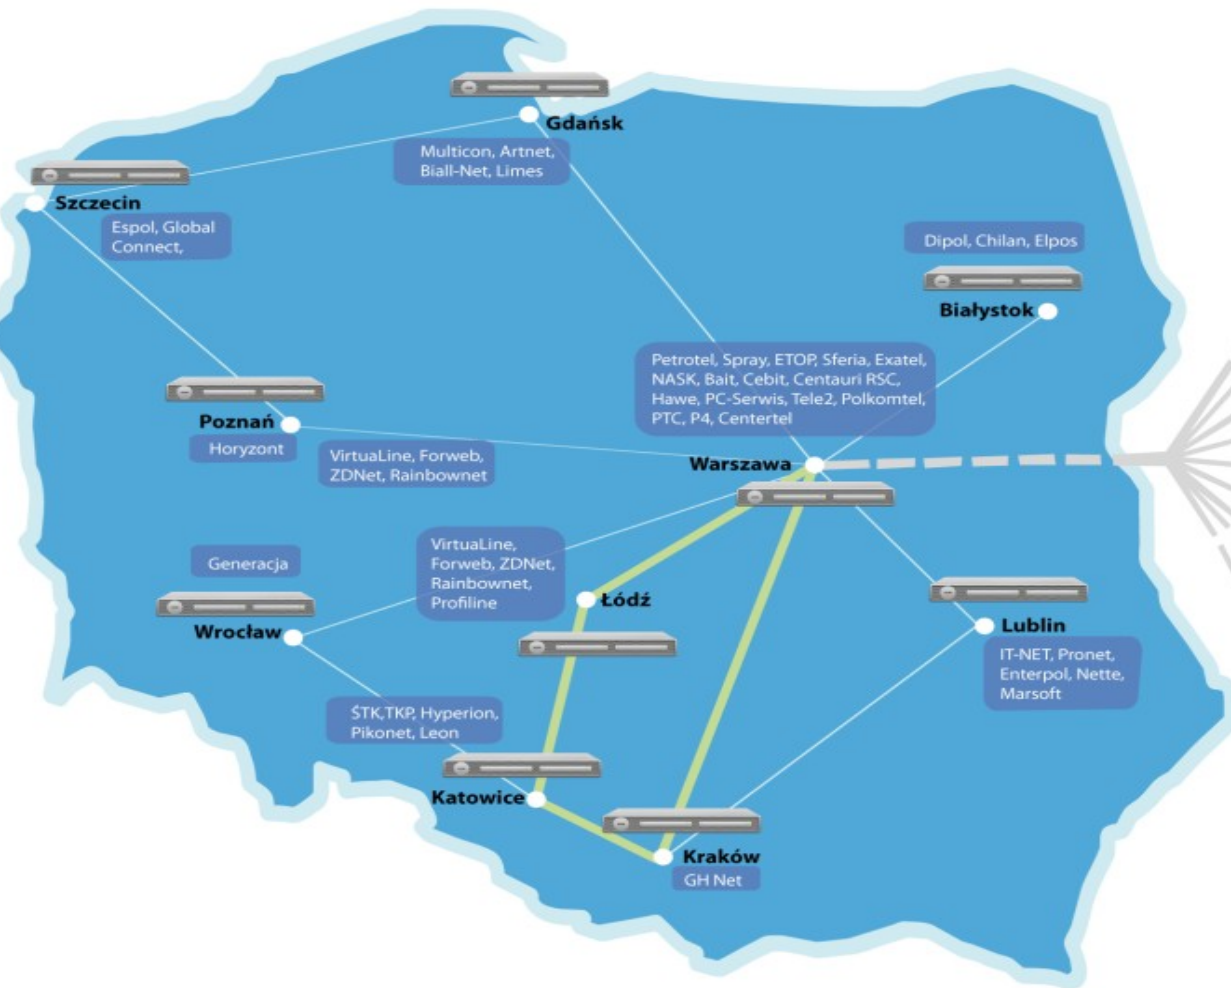 Gdańsk
Multicon, Artnet,
Biall-Net, Limes
Szczecin
Espol, Global
Connect,
Dipol, Chilan, Elpos
Białystok
Petrotel, Spray, ETOP, Sferia, Exatel,
NASK, Bait, Cebit, Centauri RSC,
Hawe, PC-Serwis, Tele2, Polkomtel,
PTC, P4, Centertel
Poznań
Horyzont
VirtuaLine, Forweb,
ZDNet, Rainbownet
Warszawa
VirtuaLine,
Forweb, ZDNet,
Rainbownet,
Profiline
Generacja
Wrocław
Łódź
Lublin
IT-NET, Pronet,
Enterpol, Nette,
Marsoft
ŚTK,TKP, Hyperion,
Pikonet, Leon
Katowice
Kraków
GH Net